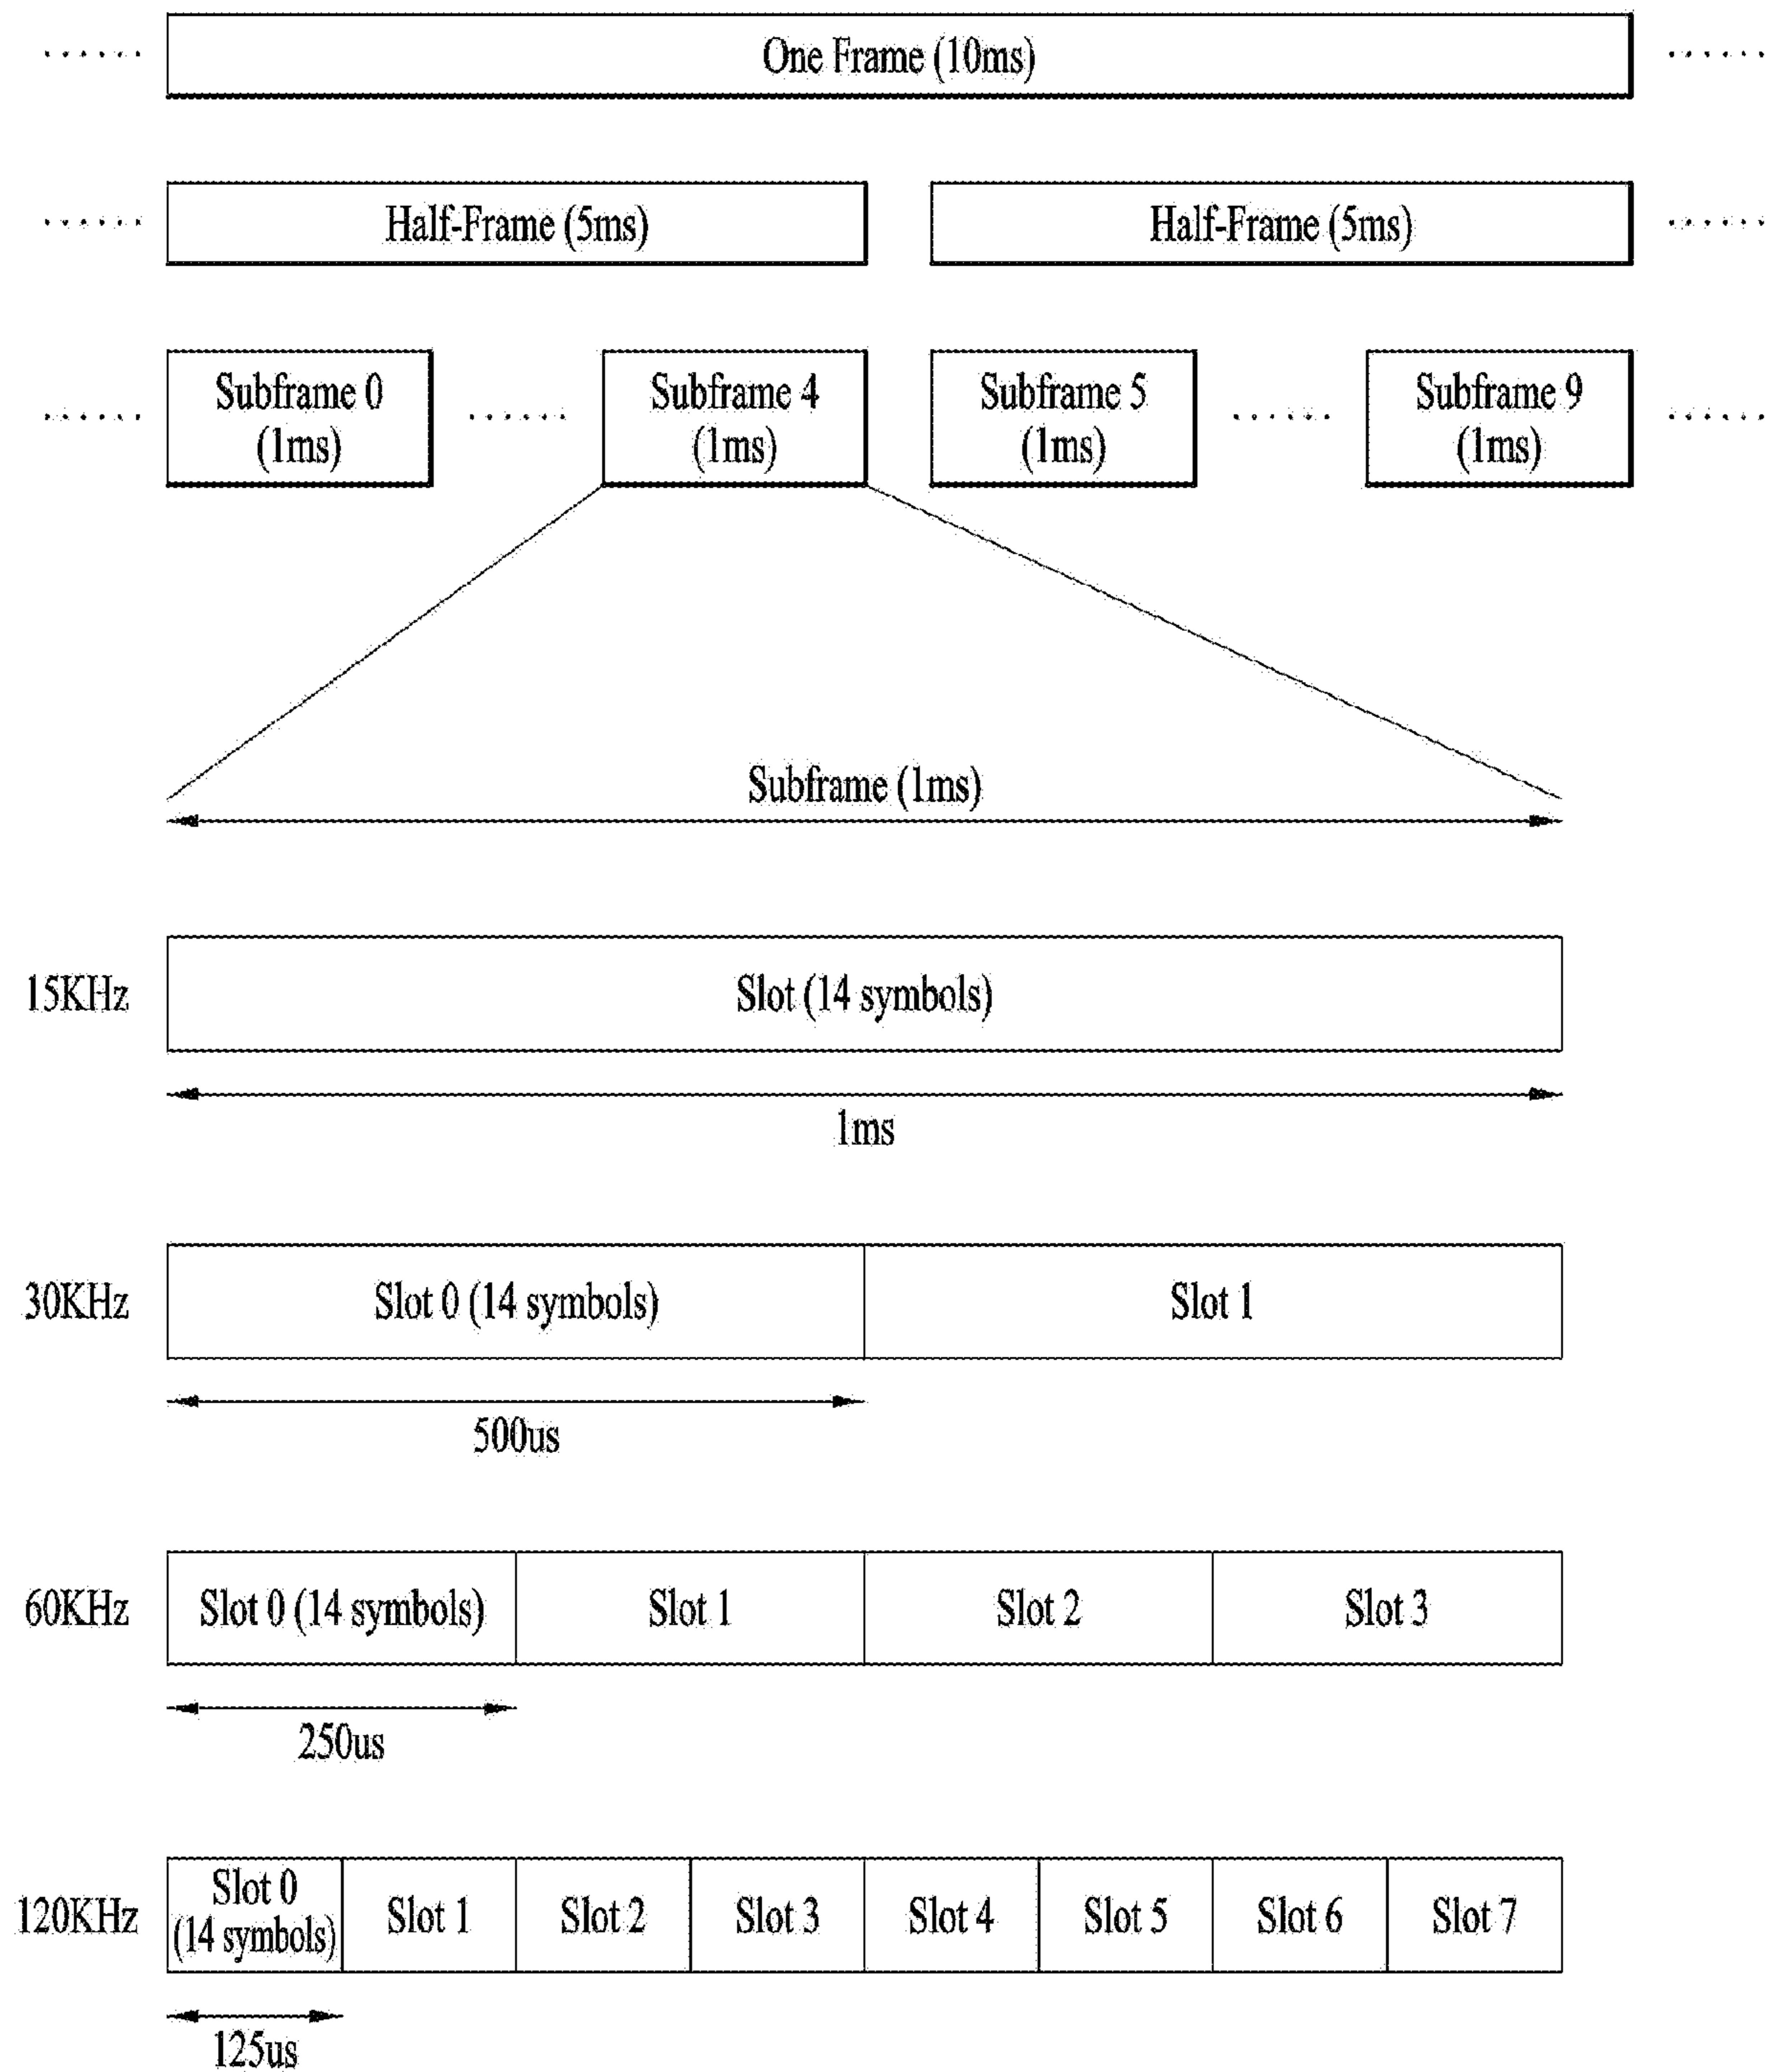 One Frame (10ms)
Half-Frame (5ms) Half-Frame (5ms)
Subframe 0 Subframe 4 Subframe 5 Subframe 9
(1ms) (1ms) (1ms) (1ms)
Subframe (1ms)
15KHz Slot (14 symbols)
1ms
30KHz Slot 0 (14 symbols) Slot 1
500us
60KHz Slot 0 (14 symbols) Slot 1 Slot 2 Slot 3
250us
120KHz Slot 0 (14 symbols) Slot 1 Slot 2 Slot 3 Slot 4 Slot 5 Slot 6 Slot 7
125us